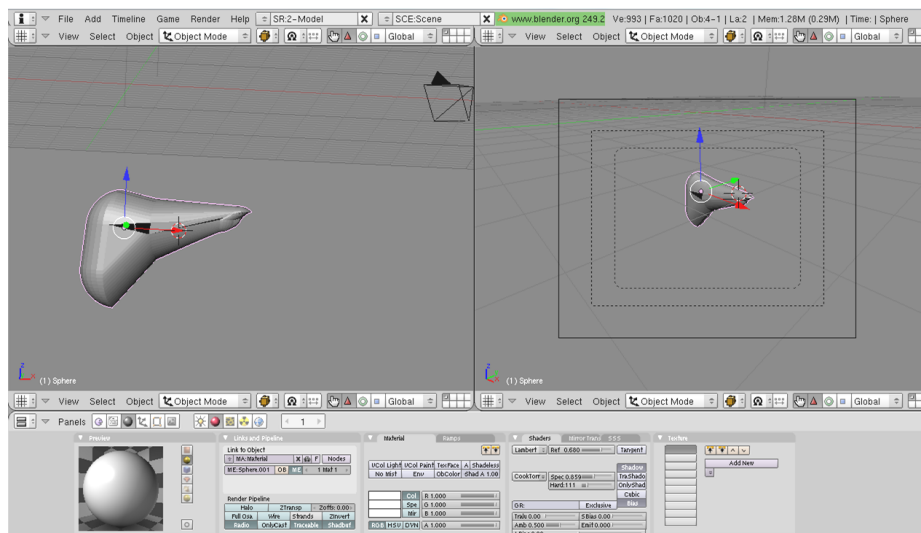 File Add Timeline Game Render Help SR:2-Model X SCE:Scene X www.blender.org 249.2 Ve:993 | Fa:1020 | Ob:4-1 | La:2 | Mem:1.28M (0.29M) | Time: | Sphere
View Select Object Object Mode Global
View Select Object Object Mode Global
(1) Sphere
(1) Sphere
View Select Object Object Mode Global
View Select Object Object Mode Global
Panels 1
Preview
Links and Pipeline
Link to Object
MA:Material X F Nodes
ME:Sphere.001 OB ME 1 Mat 1
Render Pipeline
Halo ZTransp Zoffs: 0.00
Full Osa Wire Strands ZInvert
Radio OnlyCast Traceable Shadbuf
Material Ramps
VCol Light VCol Paint TexFace A Shadeless
No Mist Env ObColor Shad A 1.00
Col R 1.000
Spe G 1.000
Mir B 1.000
RGB HSV DYN A 1.000
Shaders Mirror Trans SSS
Lambert Ref 0.680 Tangent
Shadow
TraShado
CookTorr Spec 0.859
Hard:111 OnlyShad
Cubic
GR: Exclusive Bias
Tralu 0.00 SBias 0.00
Amb 0.500 Emit 0.000
Texture
Add New